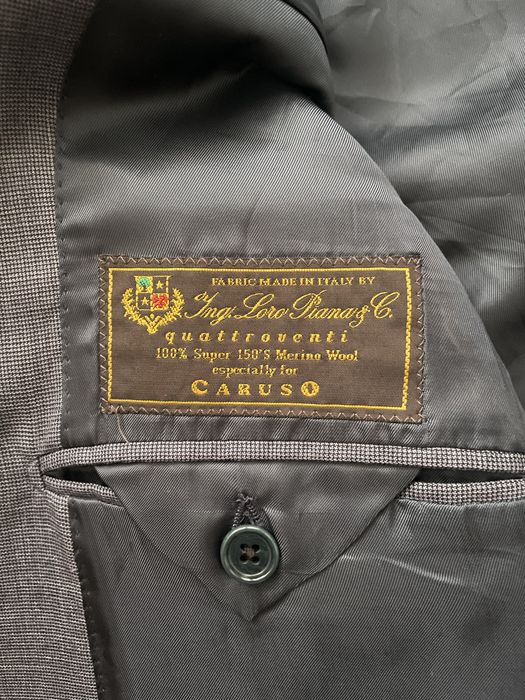 FABRIC MADE IN ITALY BY
Ing. Loro Piana & C.
quattroventi
100% Super 150'S Merino Wool
especially for
CARUSO